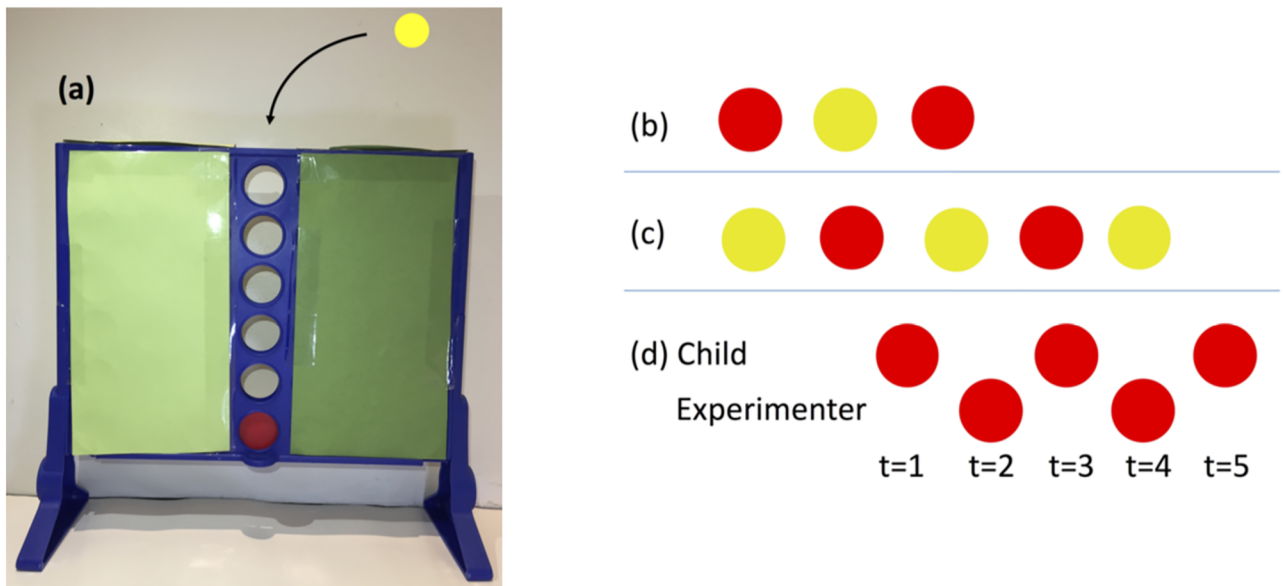 (a)
(b)
(c)
(d) Child
Experimenter
t=1 t=2 t=3 t=4 t=5